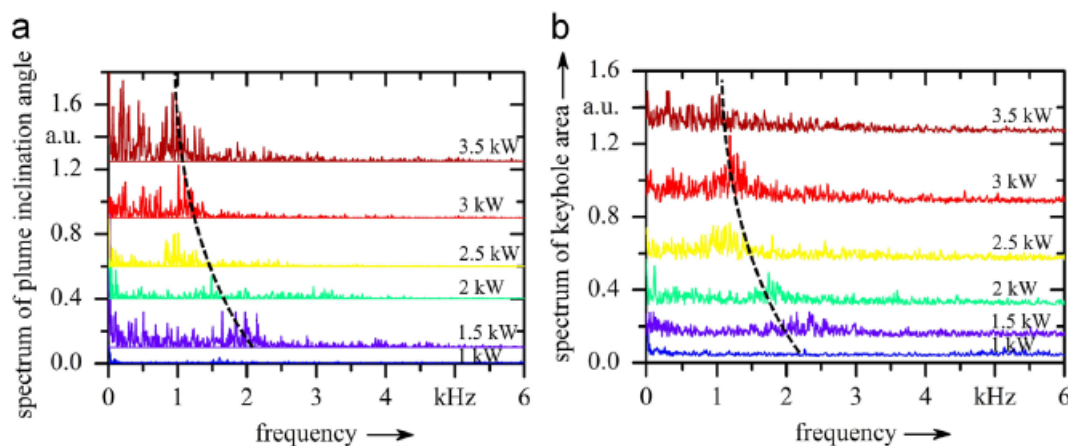 a
spectrum of plume inclination angle
1.6
a.u.
1.2
0.8
0.4
0.0
3.5 kW
3 kW
2.5 kW
2 kW
1.5 kW
1 kW
0 1 2 3 4 kHz 6
frequency
b
spectrum of keyhole area
1.6
a.u.
1.2
0.8
0.4
0.0
3.5 kW
3 kW
2.5 kW
2 kW
1.5 kW
1 kW
0 1 2 3 4 kHz 6
frequency